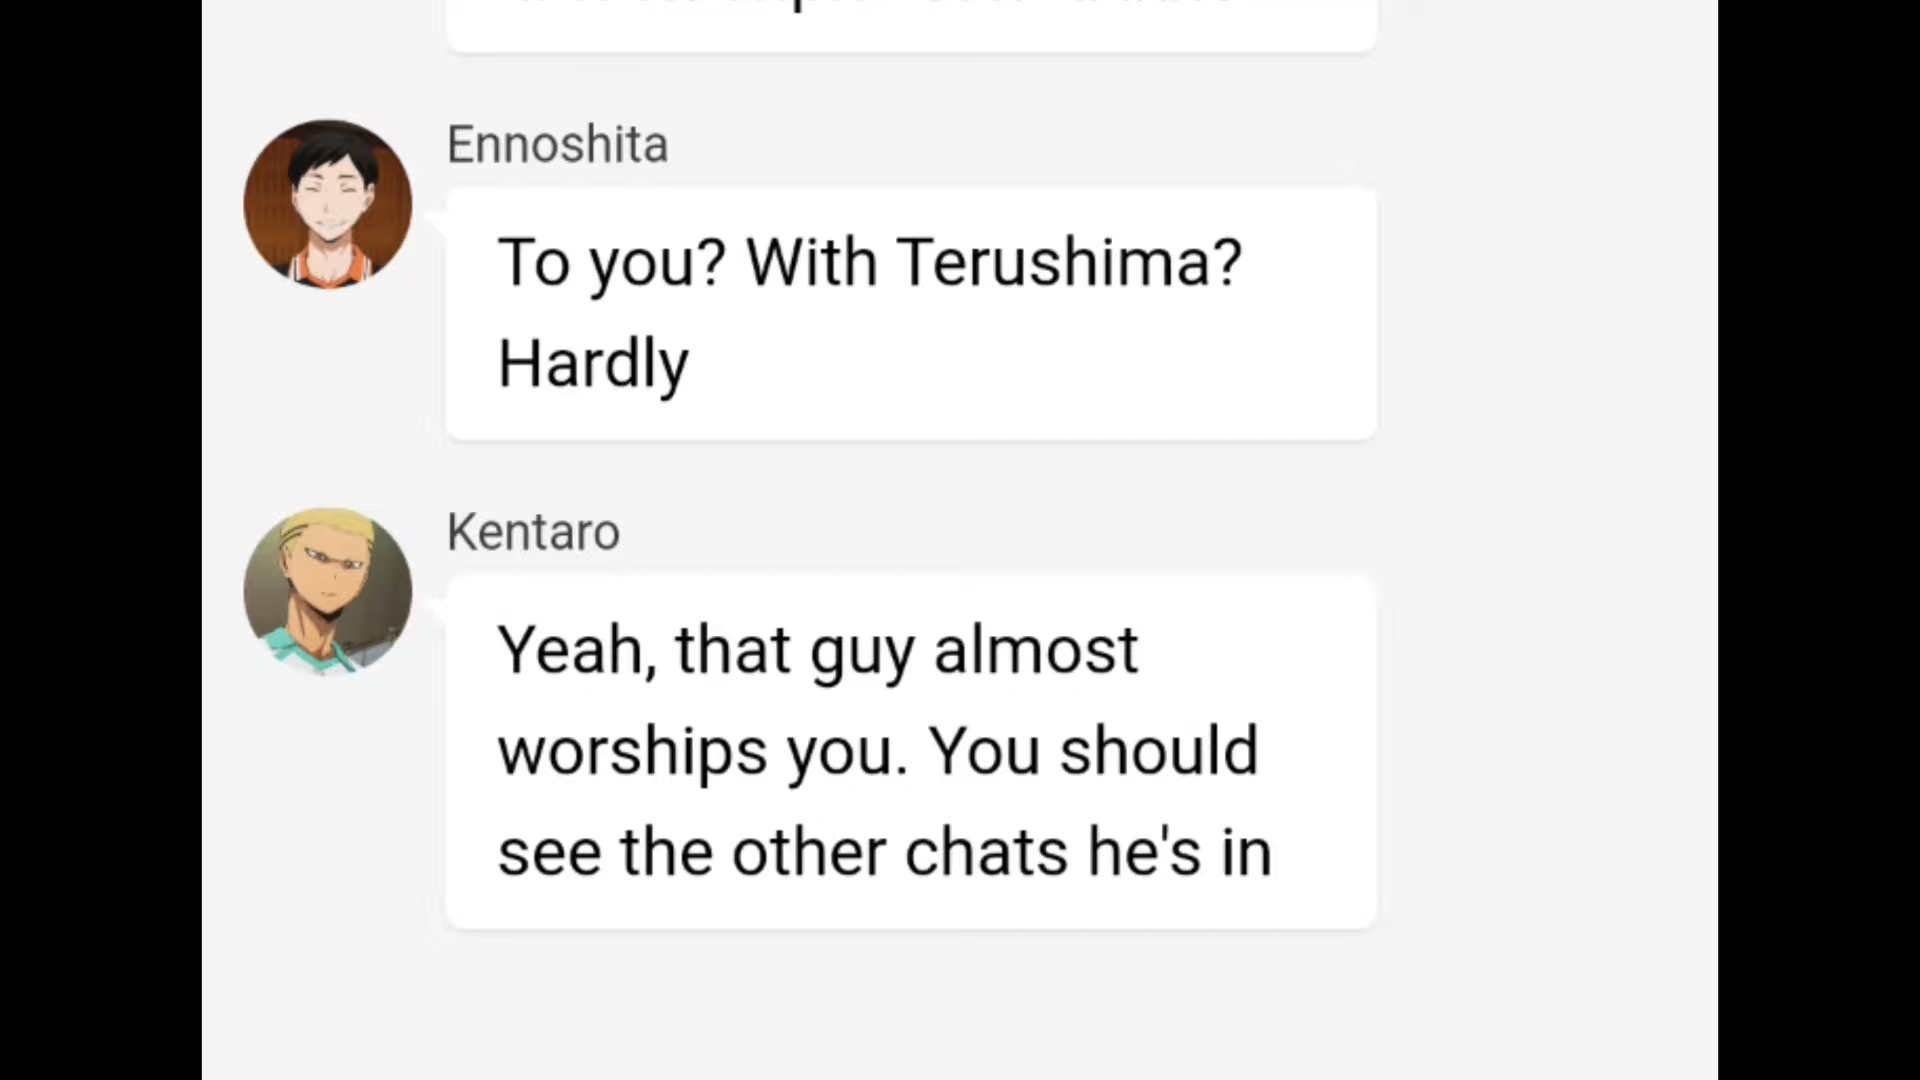 Ennoshita
To you? With Terushima?
Hardly
Kentaro
Yeah, that guy almost
worships you. You should
see the other chats he's in